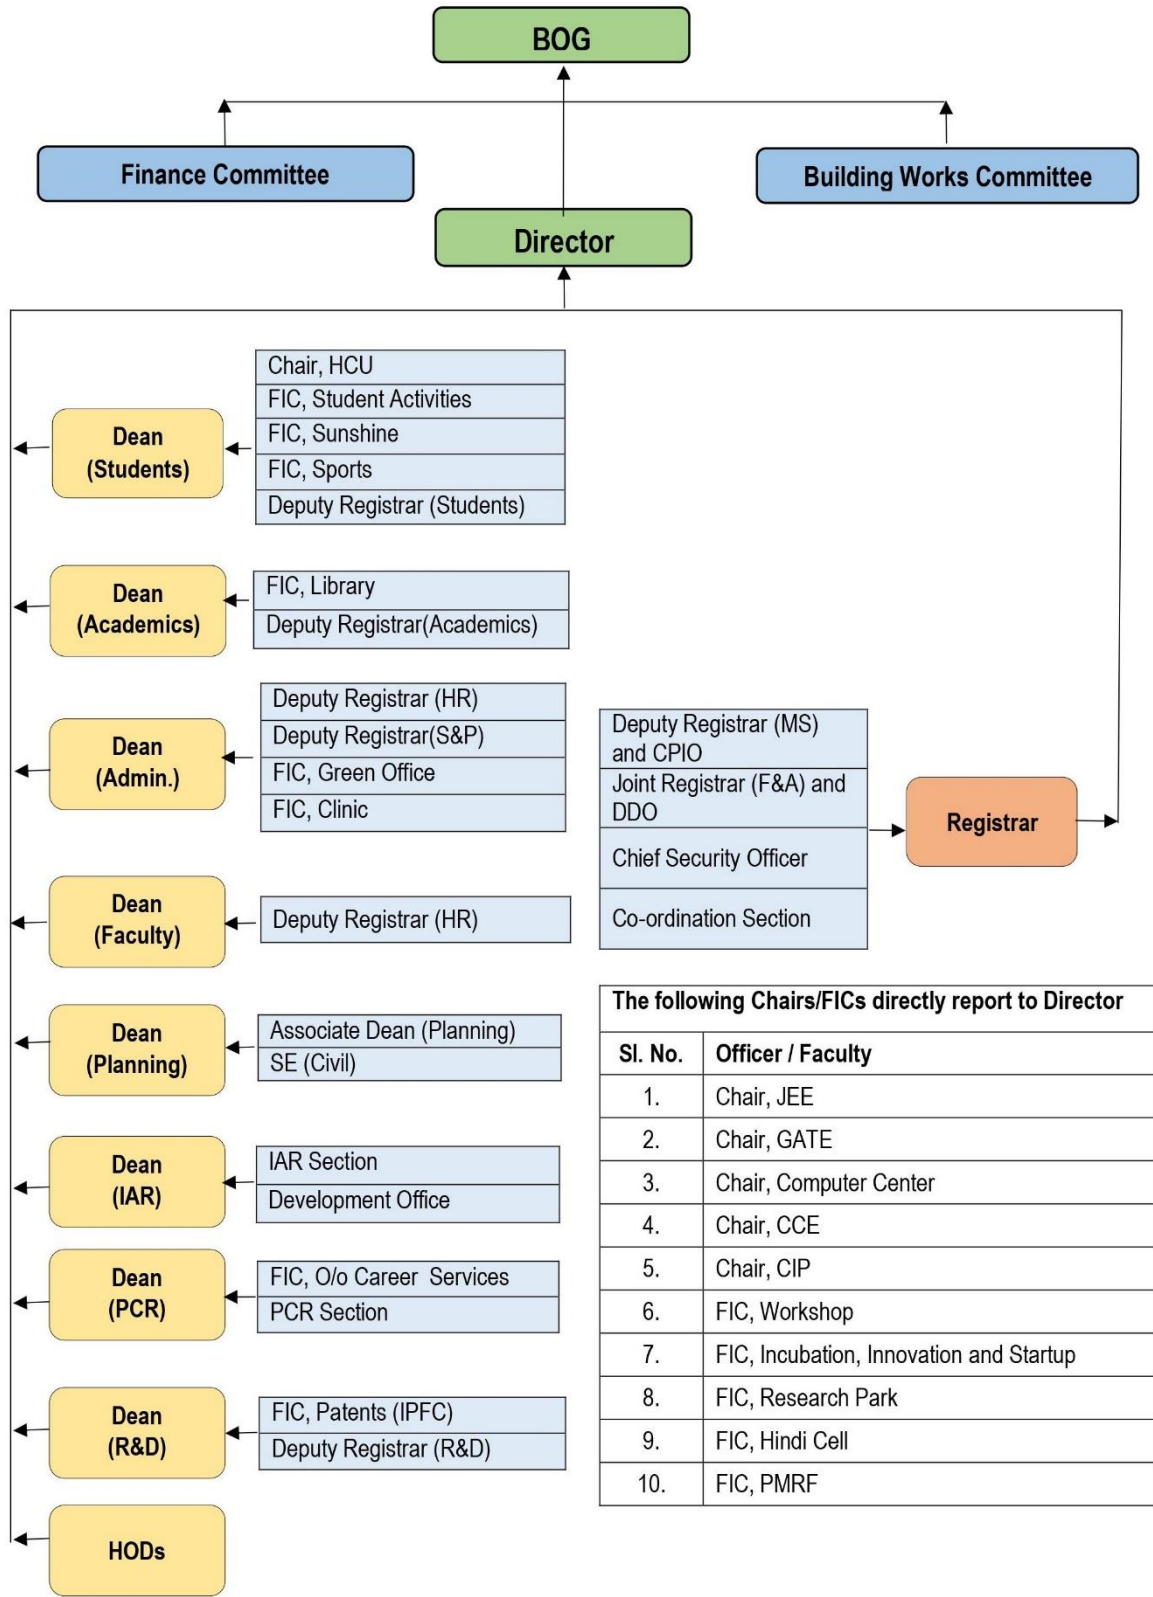 BOG
Finance Committee
Building Works Committee
Director
Chair, HCU
FIC, Student Activities
FIC, Sunshine
FIC, Sports
Deputy Registrar (Students)
Dean
(Students)
FIC, Library
Deputy Registrar(Academics)
Dean
(Academics)
Deputy Registrar (HR)
Deputy Registrar(S&P)
FIC, Green Office
FIC, Clinic
Dean
(Admin.)
Deputy Registrar (MS)
and CPIO
Joint Registrar (F&A) and
DDO
Chief Security Officer
Co-ordination Section
Registrar
Dean
(Faculty)
Deputy Registrar (HR)
Dean
(Planning)
Associate Dean (Planning)
SE (Civil)
Dean
(IAR)
IAR Section
Development Office
Dean
(PCR)
FIC, O/o Career Services
PCR Section
Dean
(R&D)
FIC, Patents (IPFC)
Deputy Registrar (R&D)
HODs
The following Chairs/FICs directly report to Director
Sl. No. Officer / Faculty
1. Chair, JEE
2. Chair, GATE
3. Chair, Computer Center
4. Chair, CCE
5. Chair, CIP
6. FIC, Workshop
7. FIC, Incubation, Innovation and Startup
8. FIC, Research Park
9. FIC, Hindi Cell
10. FIC, PMRF